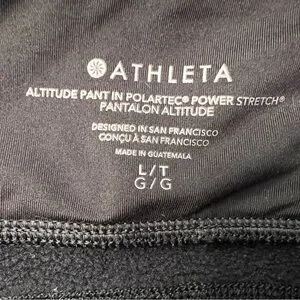 ATHLETA
ALTITUDE PANT IN POLARTEC® POWER STRETCH®
PANTALON ALTITUDE
DESIGNED IN SAN FRANCISCO
CONÇU À SAN FRANCISCO
MADE IN GUATEMALA
L/T
G/G